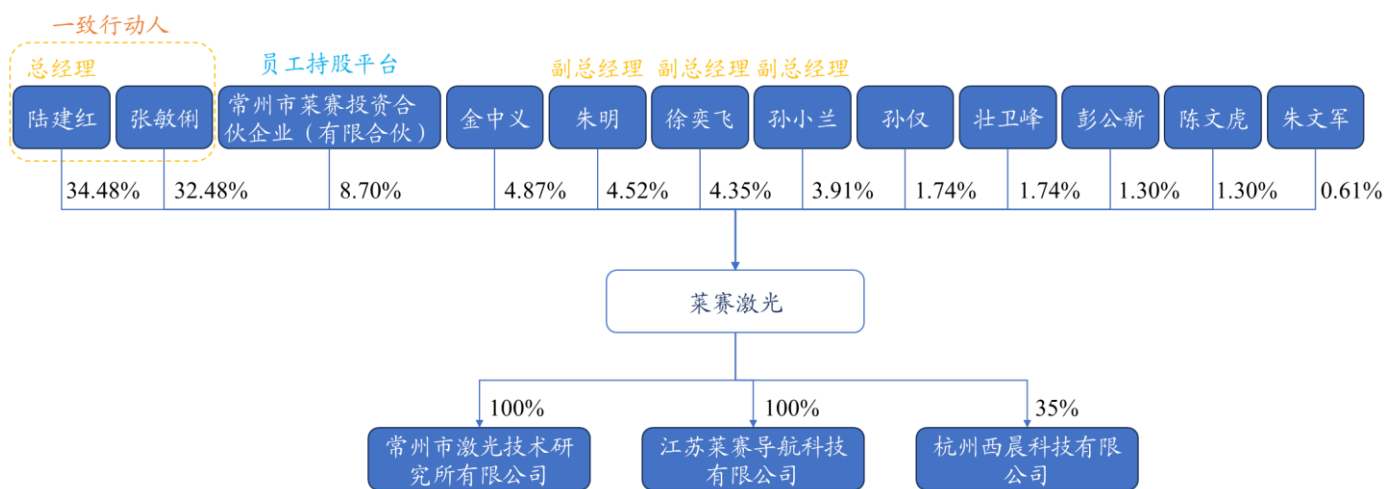 一致行动人
总经理
员工持股平台
副总经理
副总经理
副总经理
陆建红
张敏俐
常州市莱赛投资合
伙企业（有限合伙）
金中义
朱明
徐奕飞
孙小兰
孙仅
壮卫峰
彭公新
陈文虎
朱文军
34.48%
32.48%
8.70%
4.87%
4.52%
4.35%
3.91%
1.74%
1.74%
1.30%
1.30%
0.61%
莱赛激光
100%
100%
35%
常州市激光技术研
究所有限公司
江苏莱赛导航科技
有限公司
杭州西晨科技有限
公司